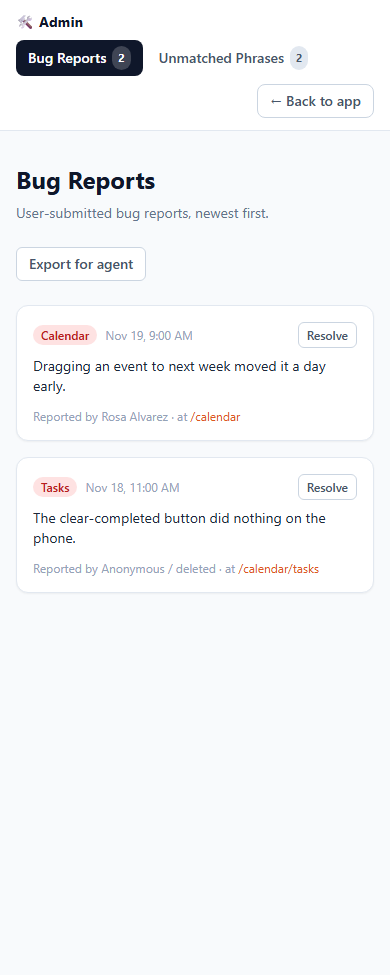 Admin
Bug Reports 2
Unmatched Phrases 2
← Back to app
Bug Reports
User-submitted bug reports, newest first.
Export for agent
Calendar Nov 19, 9:00 AM Resolve
Dragging an event to next week moved it a day
early.
Reported by Rosa Alvarez · at /calendar
Tasks Nov 18, 11:00 AM Resolve
The clear-completed button did nothing on the
phone.
Reported by Anonymous / deleted · at /calendar/tasks